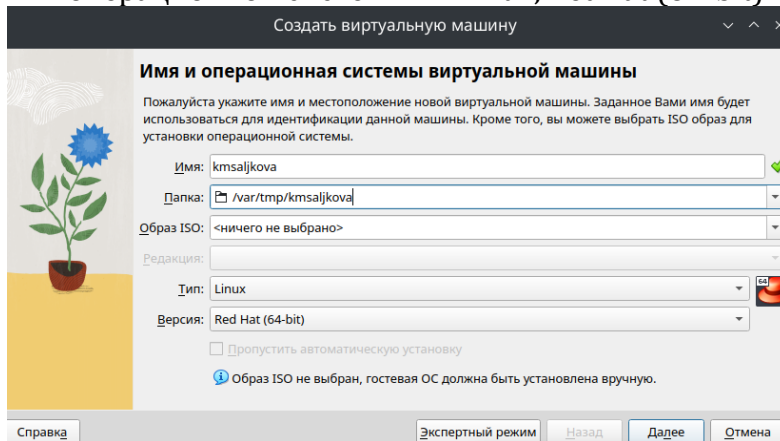 Создать виртуальную машину
Имя и операционная системы виртуальной машины
Пожалуйста укажите имя и местоположение новой виртуальной машины. Заданное Вами имя будет
использоваться для идентификации данной машины. Кроме того, вы можете выбрать ISO образ для
установки операционной системы.
Имя: kmsaljkova
Папка: /var/tmp/kmsaljkova
Образ ISO: <ничего не выбрано>
Редакция:
Тип: Linux
64
Версия: Red Hat (64-bit)
Пропустить автоматическую установку
Образ ISO не выбран, гостевая ОС должна быть установлена вручную.
Справка Экспертный режим Назад Далее Отмена